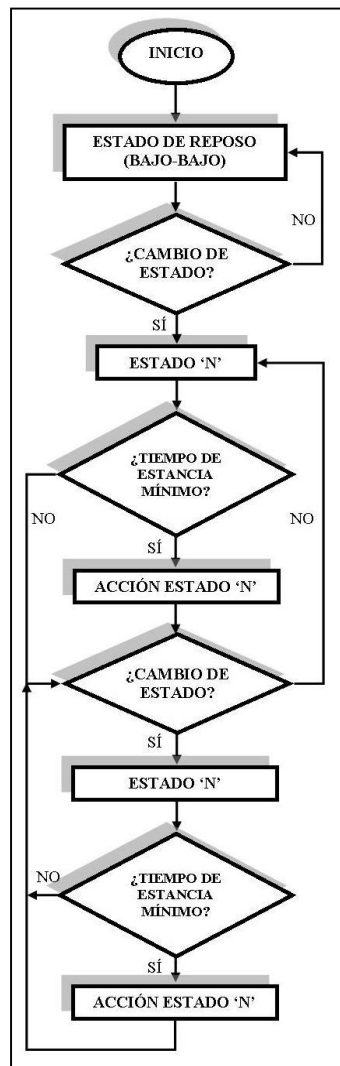 INICIO
ESTADO DE REPOSO
(BAJO-BAJO)
NO
¿CAMBIO DE
ESTADO?
SÍ
ESTADO ‘N’
¿TIEMPO DE
ESTANCIA
MÍNIMO?
NO
NO
SÍ
ACCIÓN ESTADO ‘N’
¿CAMBIO DE
ESTADO?
SÍ
ESTADO ‘N’
¿TIEMPO DE
ESTANCIA
MÍNIMO?
NO
SÍ
ACCIÓN ESTADO ‘N’